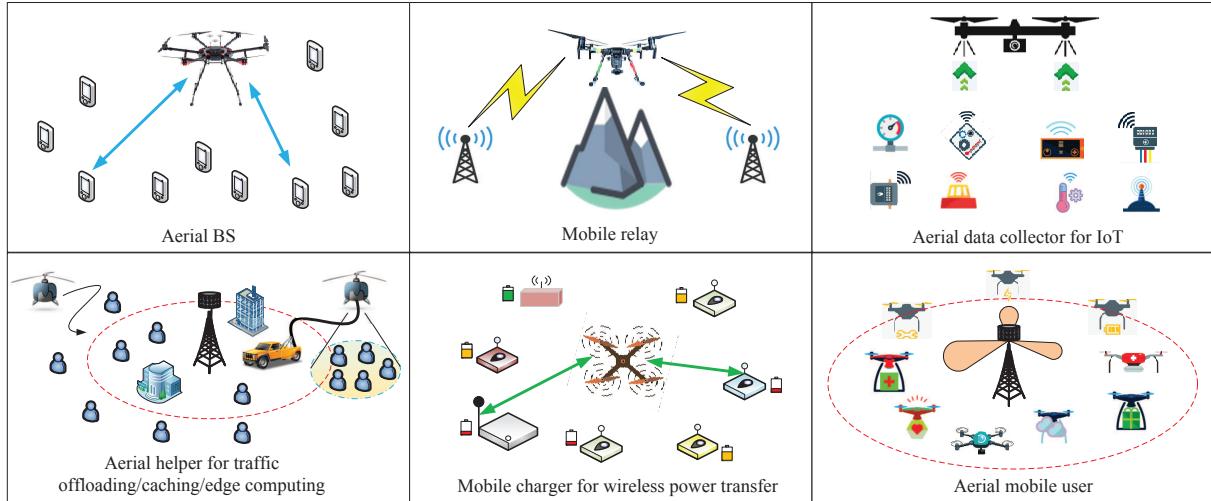 Aerial BS
Mobile relay
Aerial data collector for IoT
Aerial helper for traffic
offloading/caching/edge computing
Mobile charger for wireless power transfer
Aerial mobile user